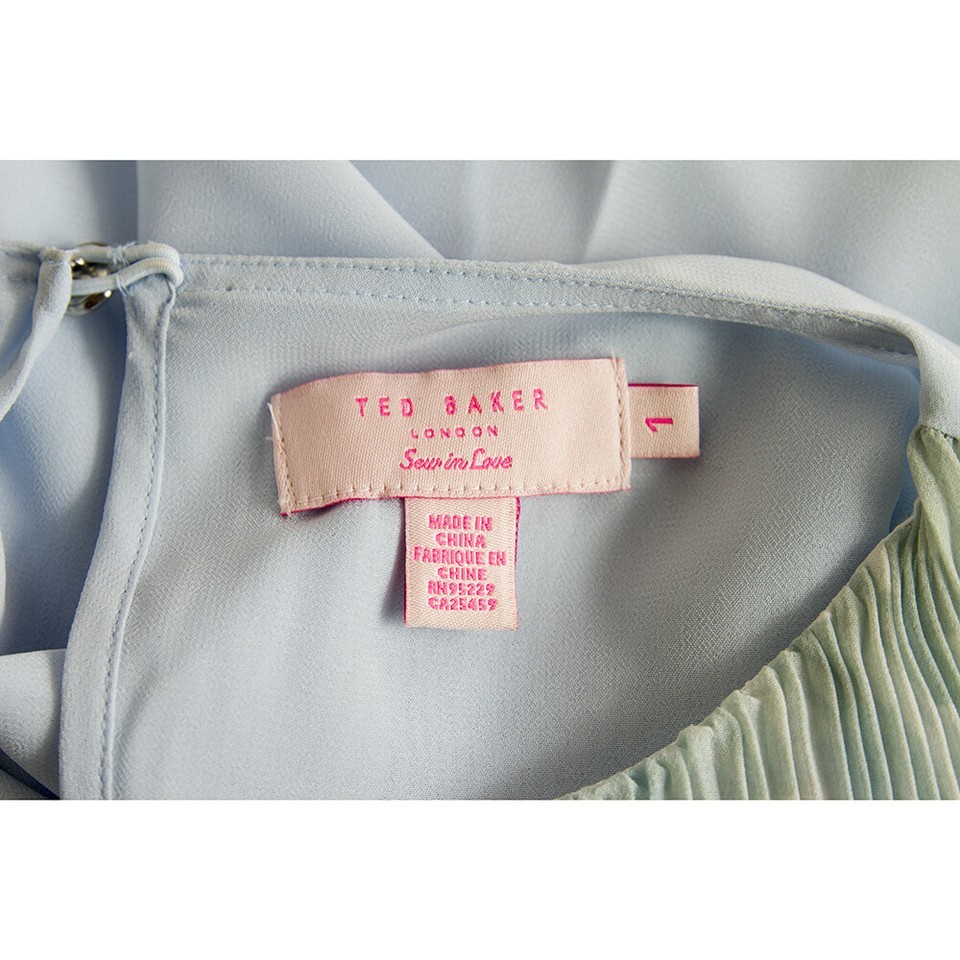 TED BAKER
LONDON
Sew in Love
1
MADE IN
CHINA
FABRIQUE EN
CHINE
RN95229
CA25459